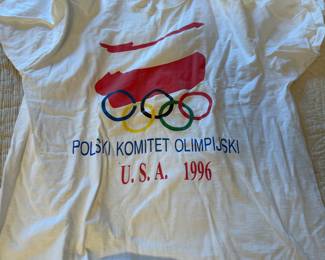 POLSKI KOMITET OLIMPIJSKI
U. S. A. 1996